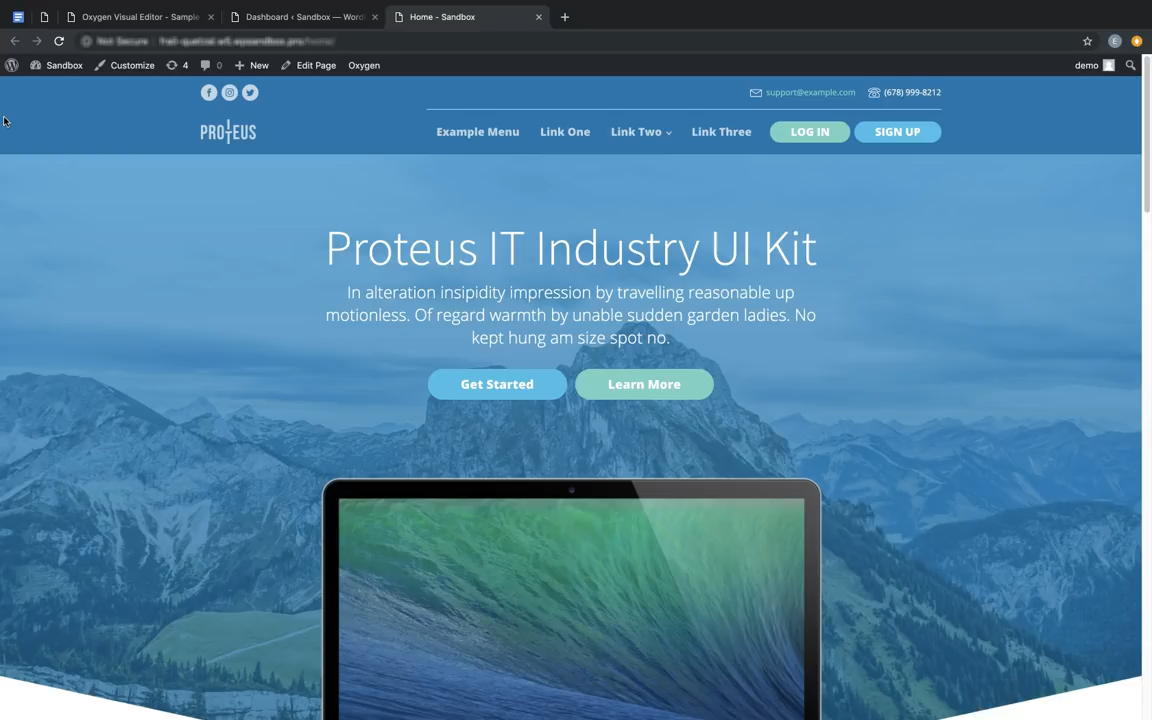 Oxygen Visual Editor - Sample
Dashboard ‹ Sandbox — Word
Home - Sandbox
Not Secure
E
Sandbox
Customize
4
0
New
Edit Page
Oxygen
demo
support@example.com
(678) 999-8212
PROTEUS
Example Menu
Link One
Link Two
Link Three
LOG IN
SIGN UP
Proteus IT Industry UI Kit
In alteration insipidity impression by travelling reasonable up
motionless. Of regard warmth by unable sudden garden ladies. No
kept hung am size spot no.
Get Started
Learn More